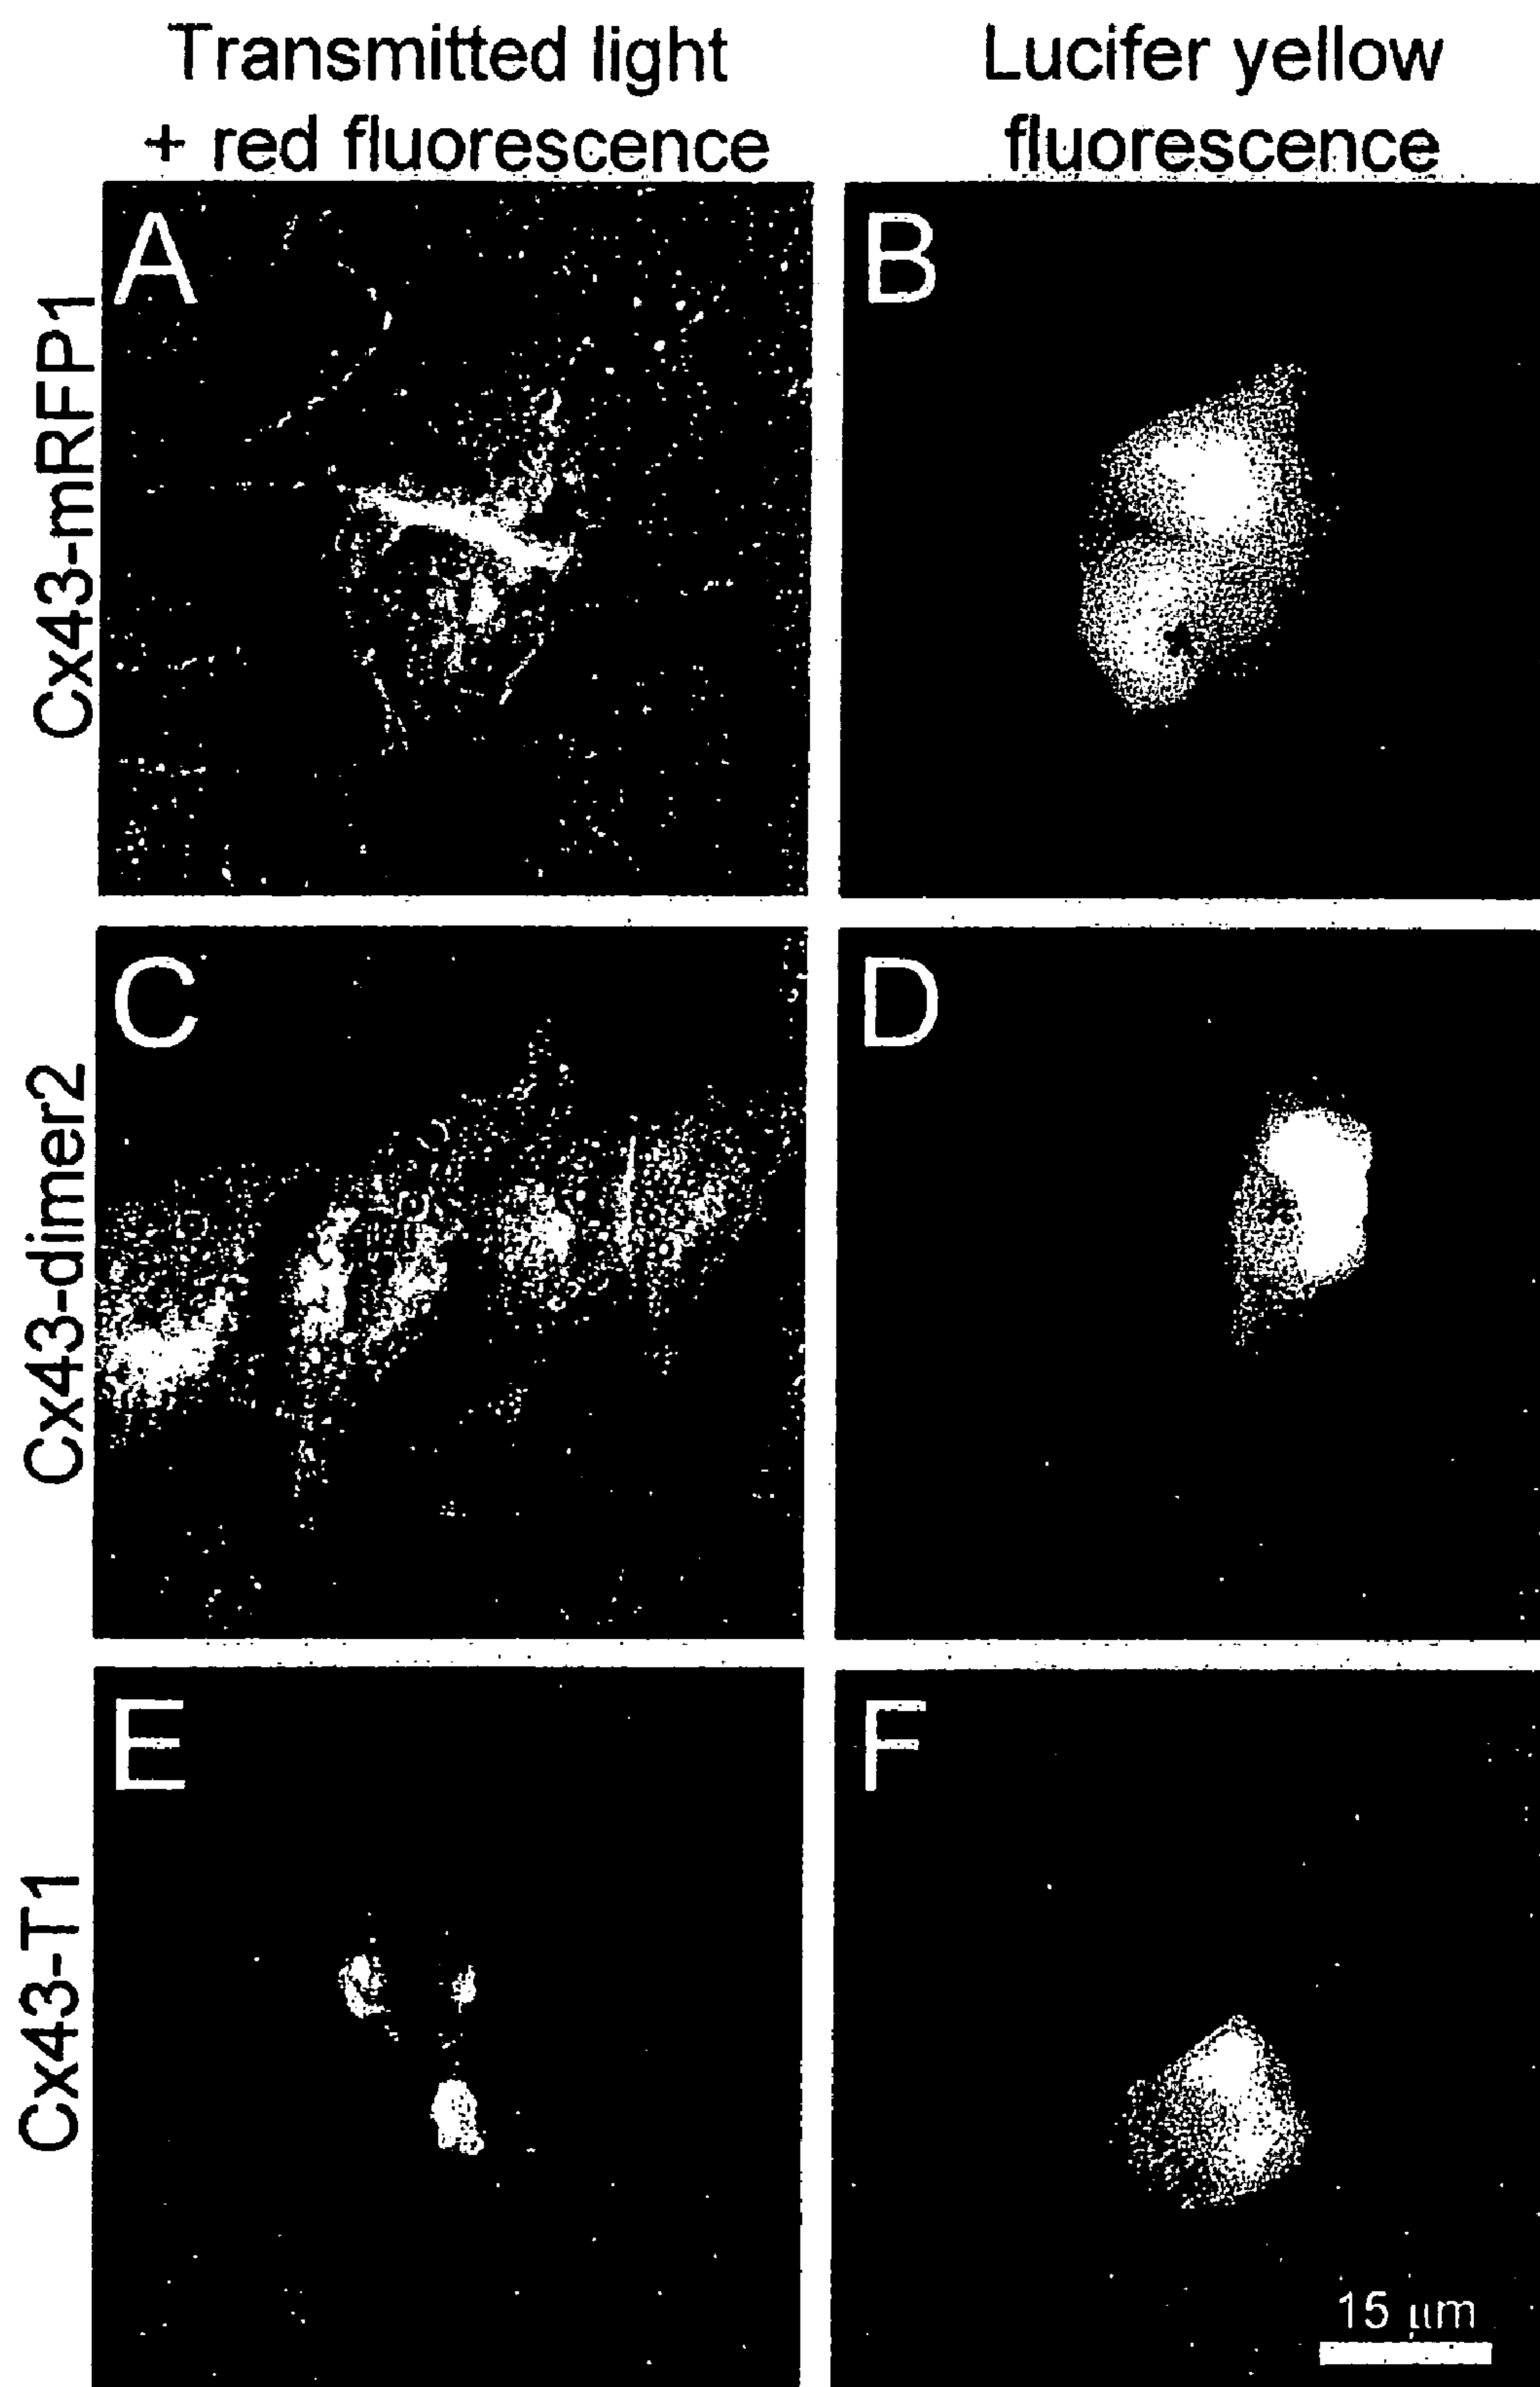 Transmitted light
+ red fluorescence
Lucifer yellow
fluorescence
Cx43-mRFP1
A
B
Cx43-dimer2
C
D
Cx43-T1
E
F
15 µm